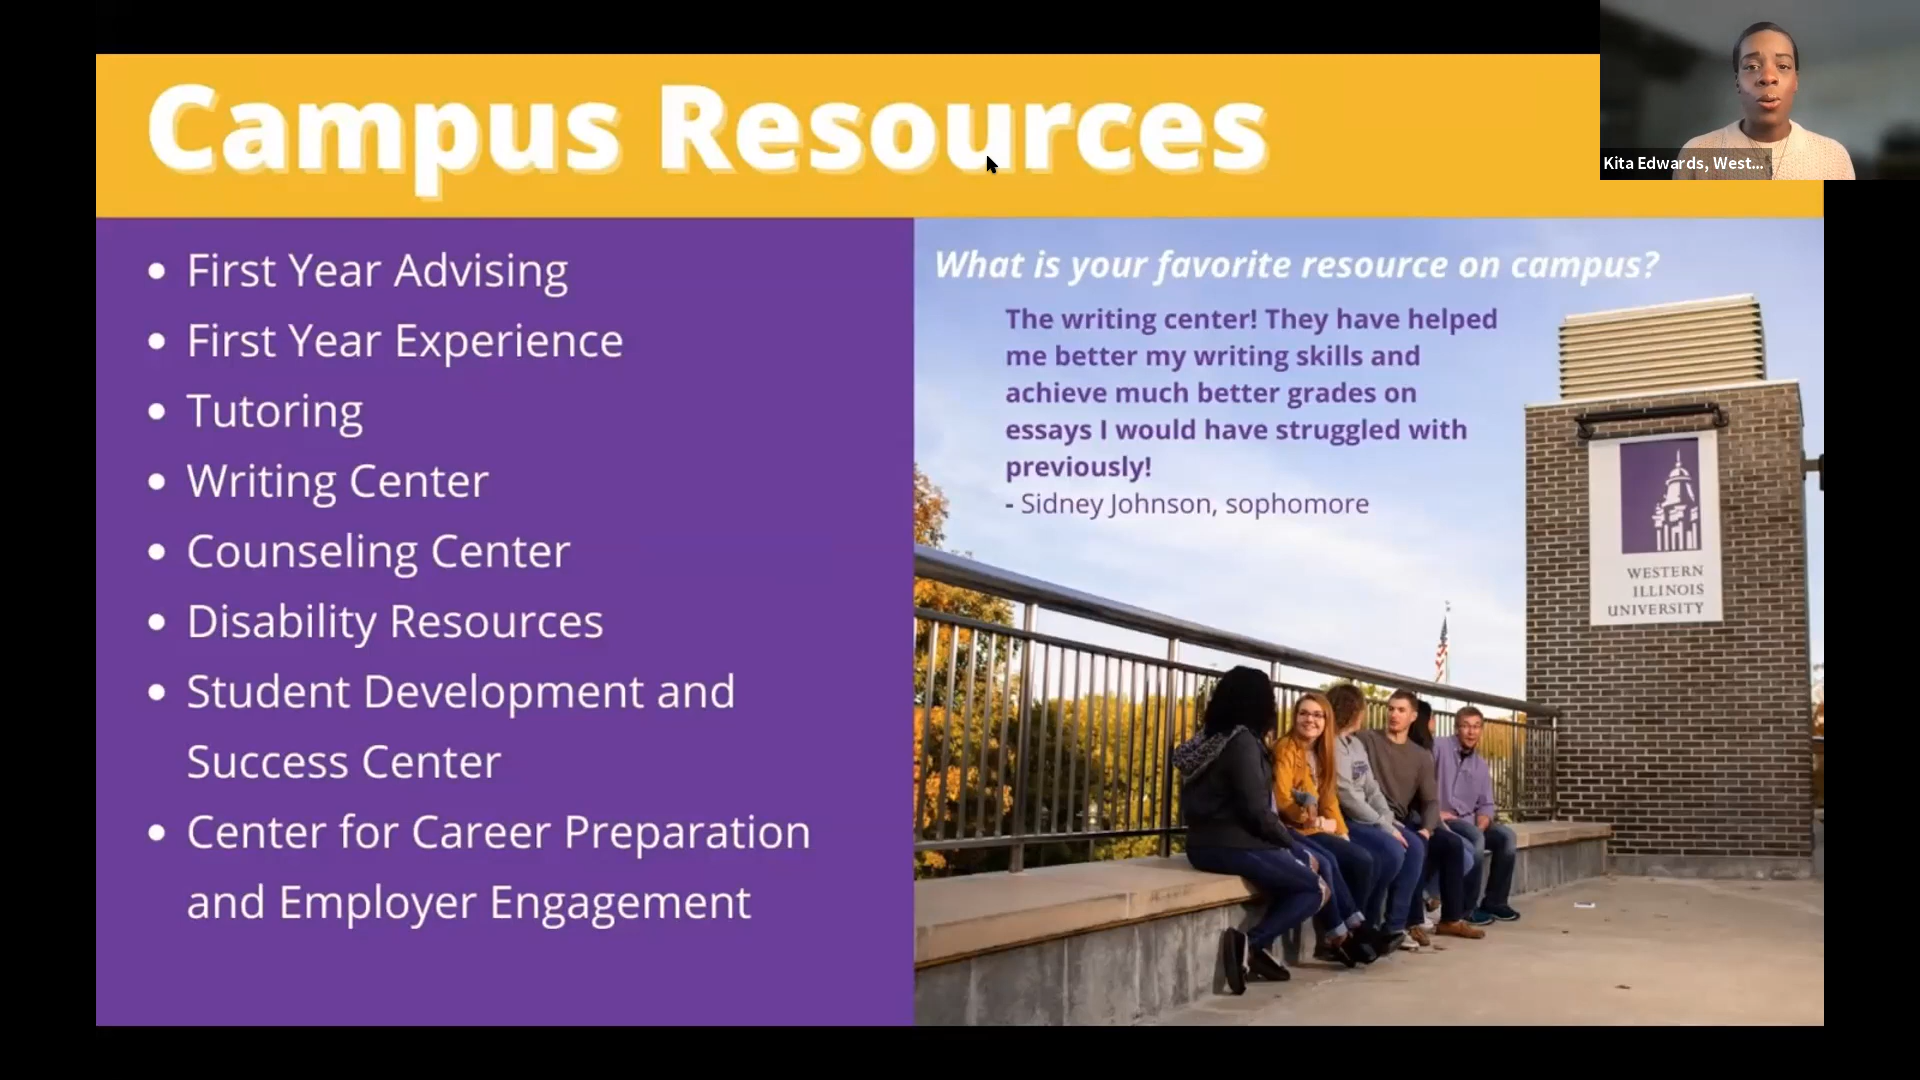 Campus Resources
Kita Edwards, West...
• First Year Advising
• First Year Experience
• Tutoring
• Writing Center
• Counseling Center
• Disability Resources
• Student Development and
Success Center
• Center for Career Preparation
and Employer Engagement
What is your favorite resource on campus?
The writing center! They have helped
me better my writing skills and
achieve much better grades on
essays I would have struggled with
previously!
- Sidney Johnson, sophomore
WESTERN
ILLINOIS
UNIVERSITY